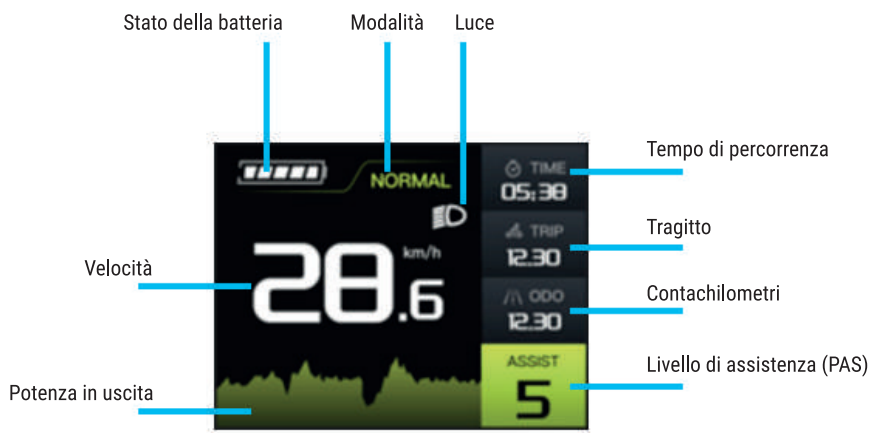 Stato della batteria
Modalità
Luce
NORMAL
TIME
05:38
Tempo di percorrenza
TRIP
12.30
Tragitto
Velocità
28.6
km/h
ODO
12.30
Contachilometri
ASSIST
5
Livello di assistenza (PAS)
Potenza in uscita